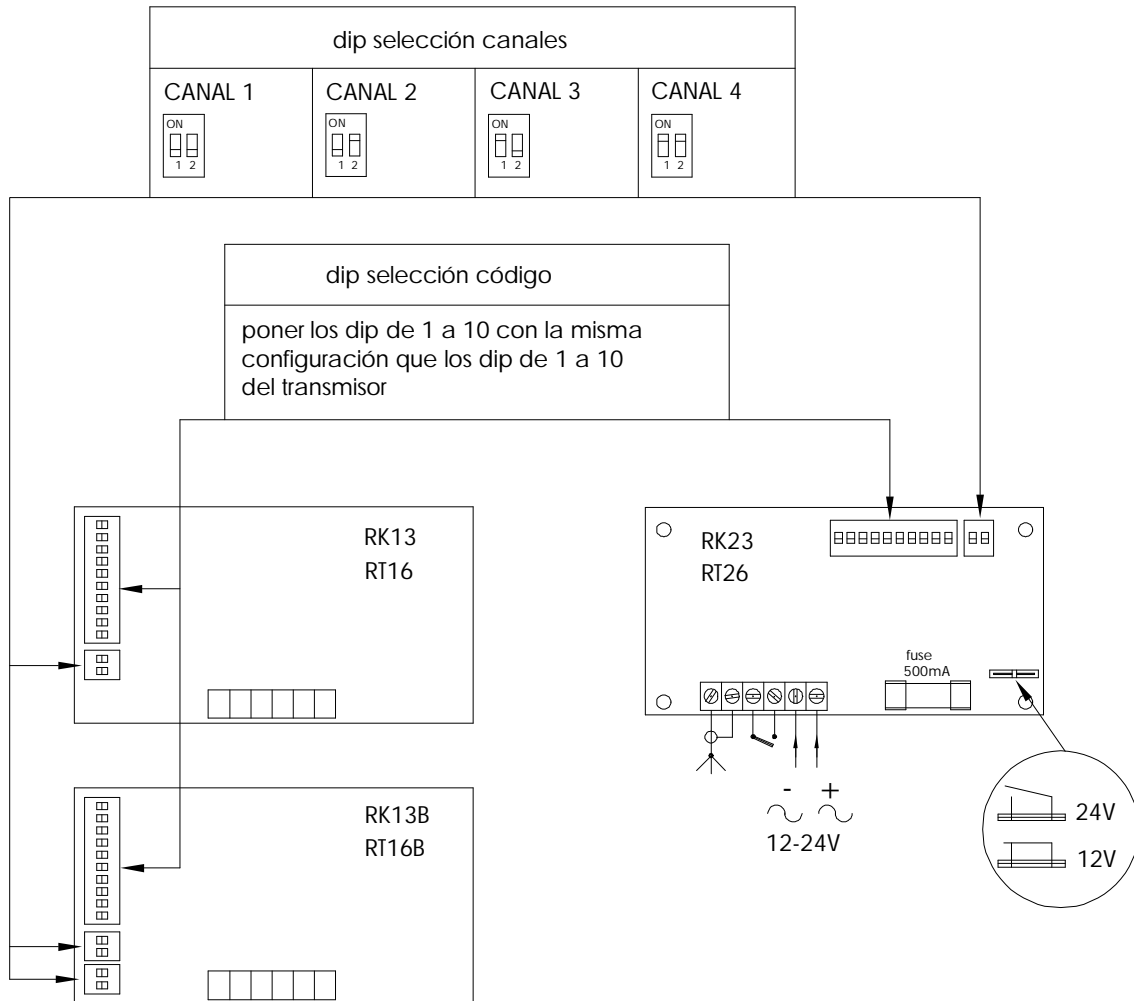 dip selección canales
CANAL 1
CANAL 2
CANAL 3
CANAL 4
ON
1 2
ON
1 2
ON
1 2
ON
1 2
dip selección código
poner los dip de 1 a 10 con la misma
configuración que los dip de 1 a 10
del transmisor
RK13
RT16
RK23
RT26
fuse
500mA
- +
12-24V
24V
12V
RK13B
RT16B